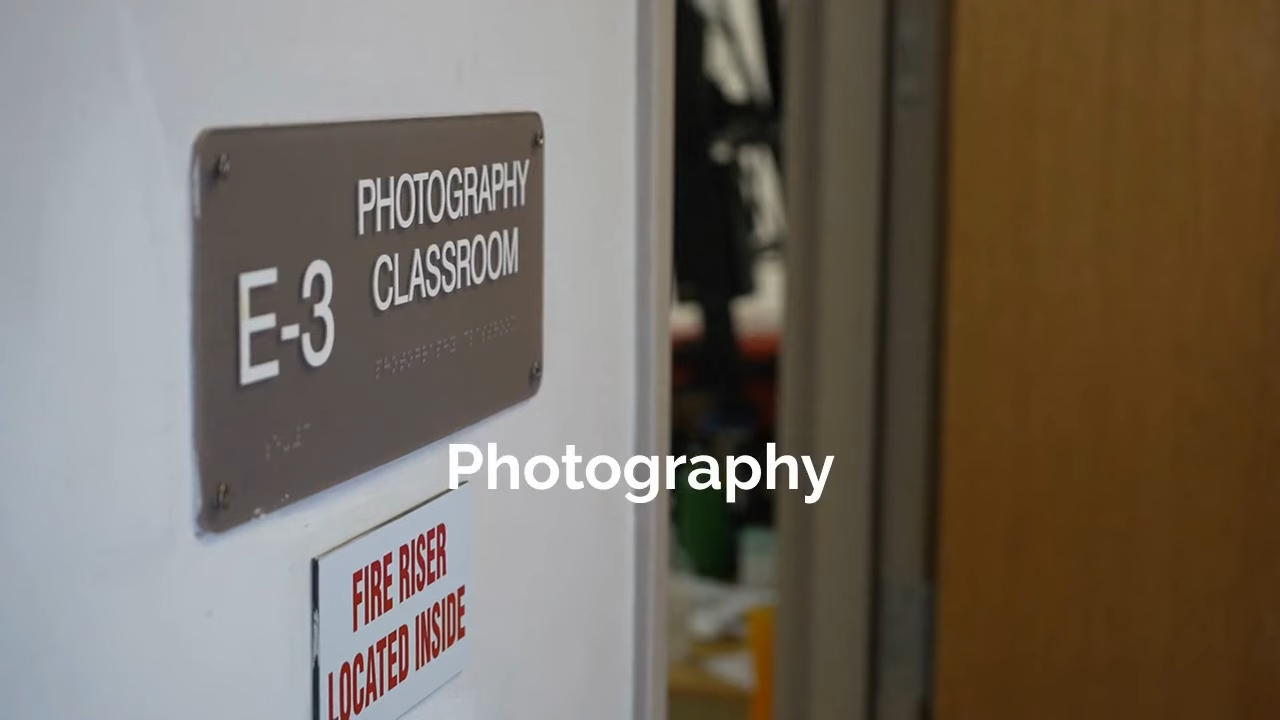 PHOTOGRAPHY
CLASSROOM
E-3
Photography
FIRE RISER
LOCATED INSIDE